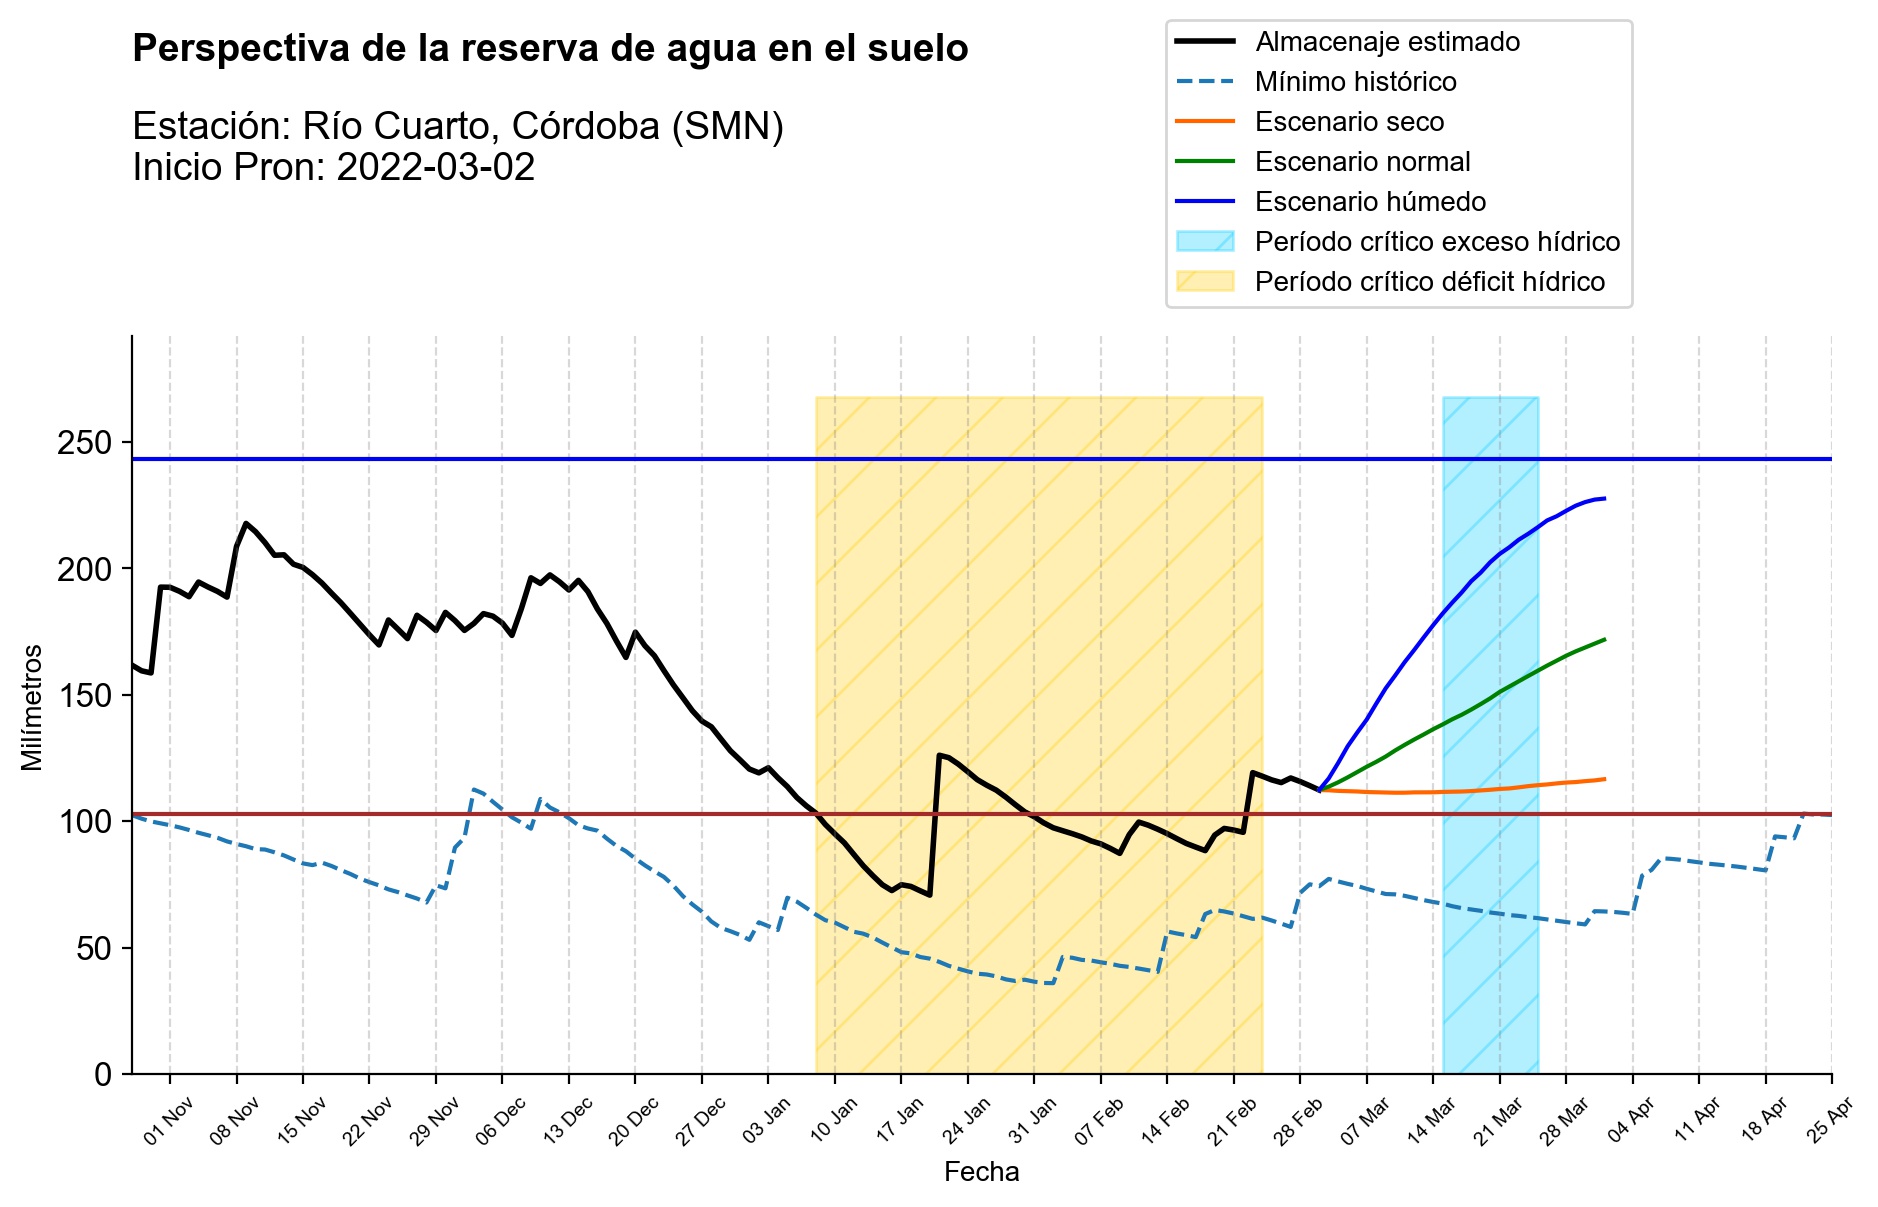 Perspectiva de la reserva de agua en el suelo
Estación: Río Cuarto, Córdoba (SMN)
Inicio Pron: 2022-03-02
Almacenaje estimado
Mínimo histórico
Escenario seco
Escenario normal
Escenario húmedo
Período crítico exceso hídrico
Período crítico déficit hídrico
250
200
150
100
50
0
Milímetros
01 Nov
08 Nov
15 Nov
22 Nov
29 Nov
06 Dec
13 Dec
20 Dec
27 Dec
03 Jan
10 Jan
17 Jan
24 Jan
31 Jan
07 Feb
14 Feb
21 Feb
28 Feb
07 Mar
14 Mar
21 Mar
28 Mar
04 Apr
11 Apr
18 Apr
25 Apr
Fecha